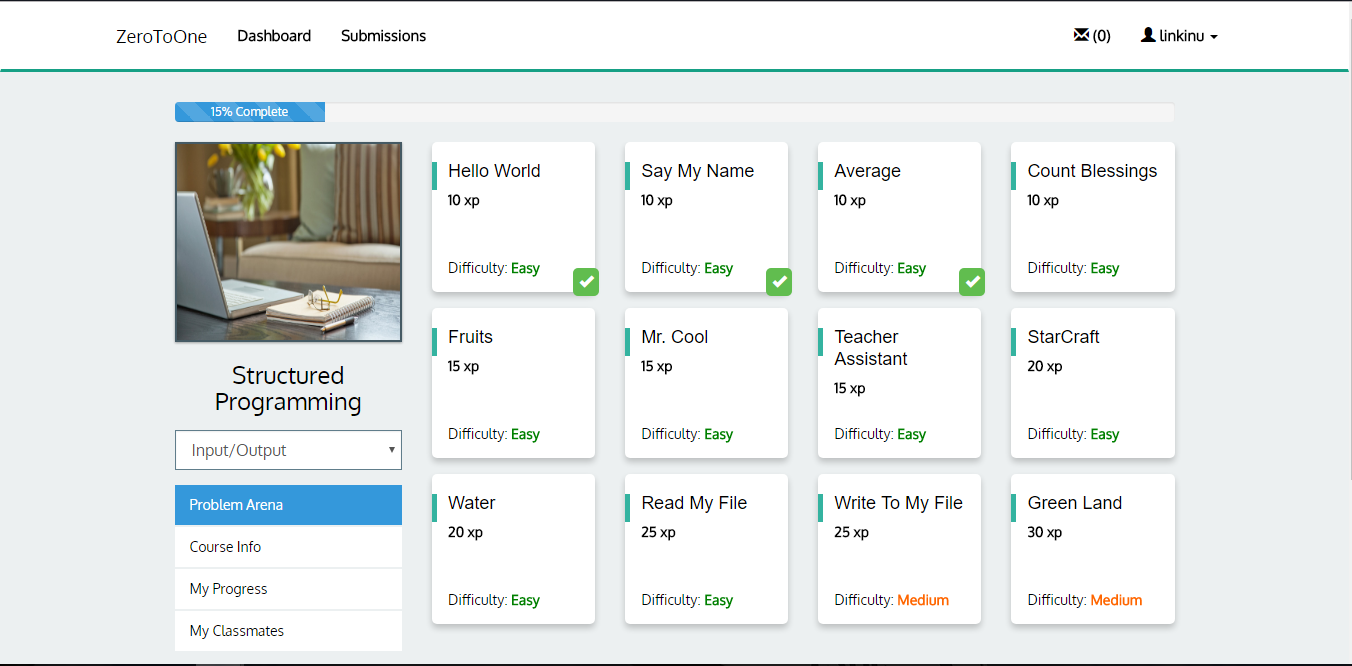 ZeroToOne Dashboard Submissions (0) linkinu
15% Complete
Structured
Programming
Input/Output
Problem Arena
Course Info
My Progress
My Classmates
Hello World
10 xp
Difficulty: Easy
Say My Name
10 xp
Difficulty: Easy
Average
10 xp
Difficulty: Easy
Count Blessings
10 xp
Difficulty: Easy
Fruits
15 xp
Difficulty: Easy
Mr. Cool
15 xp
Difficulty: Easy
Teacher
Assistant
15 xp
Difficulty: Easy
StarCraft
20 xp
Difficulty: Easy
Water
20 xp
Difficulty: Easy
Read My File
25 xp
Difficulty: Easy
Write To My File
25 xp
Difficulty: Medium
Green Land
30 xp
Difficulty: Medium